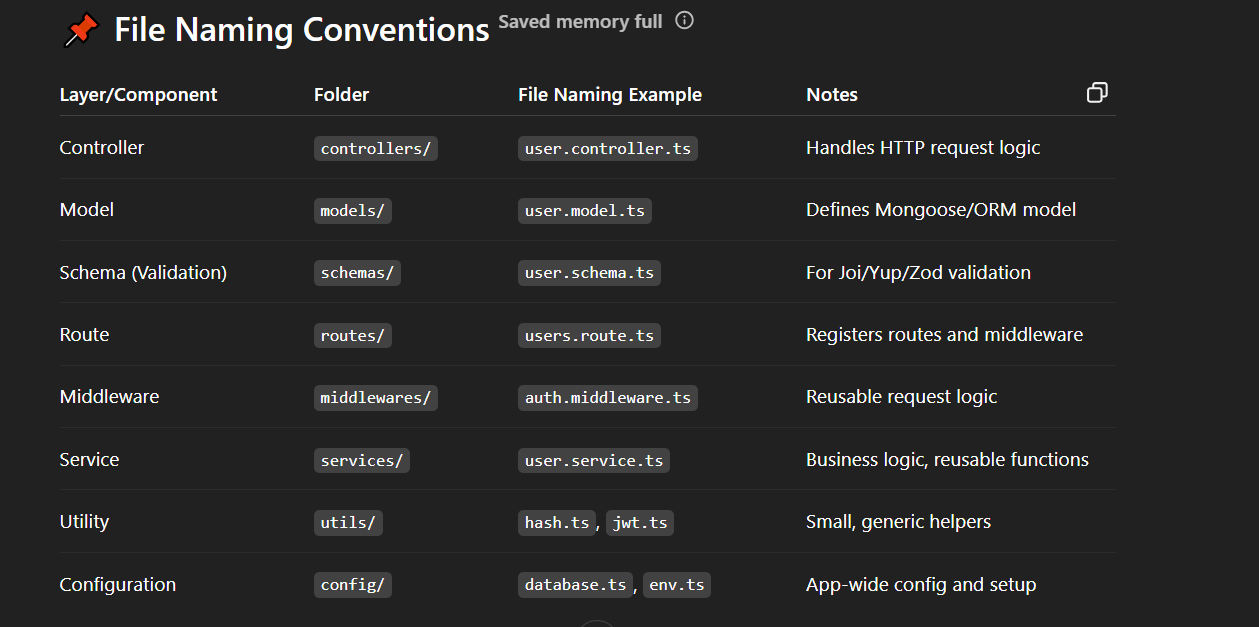 File Naming Conventions Saved memory full
Layer/Component Folder File Naming Example Notes
Controller controllers/ user.controller.ts Handles HTTP request logic
Model models/ user.model.ts Defines Mongoose/ORM model
Schema (Validation) schemas/ user.schema.ts For Joi/Yup/Zod validation
Route routes/ users.route.ts Registers routes and middleware
Middleware middlewares/ auth.middleware.ts Reusable request logic
Service services/ user.service.ts Business logic, reusable functions
Utility utils/ hash.ts, jwt.ts Small, generic helpers
Configuration config/ database.ts, env.ts App-wide config and setup